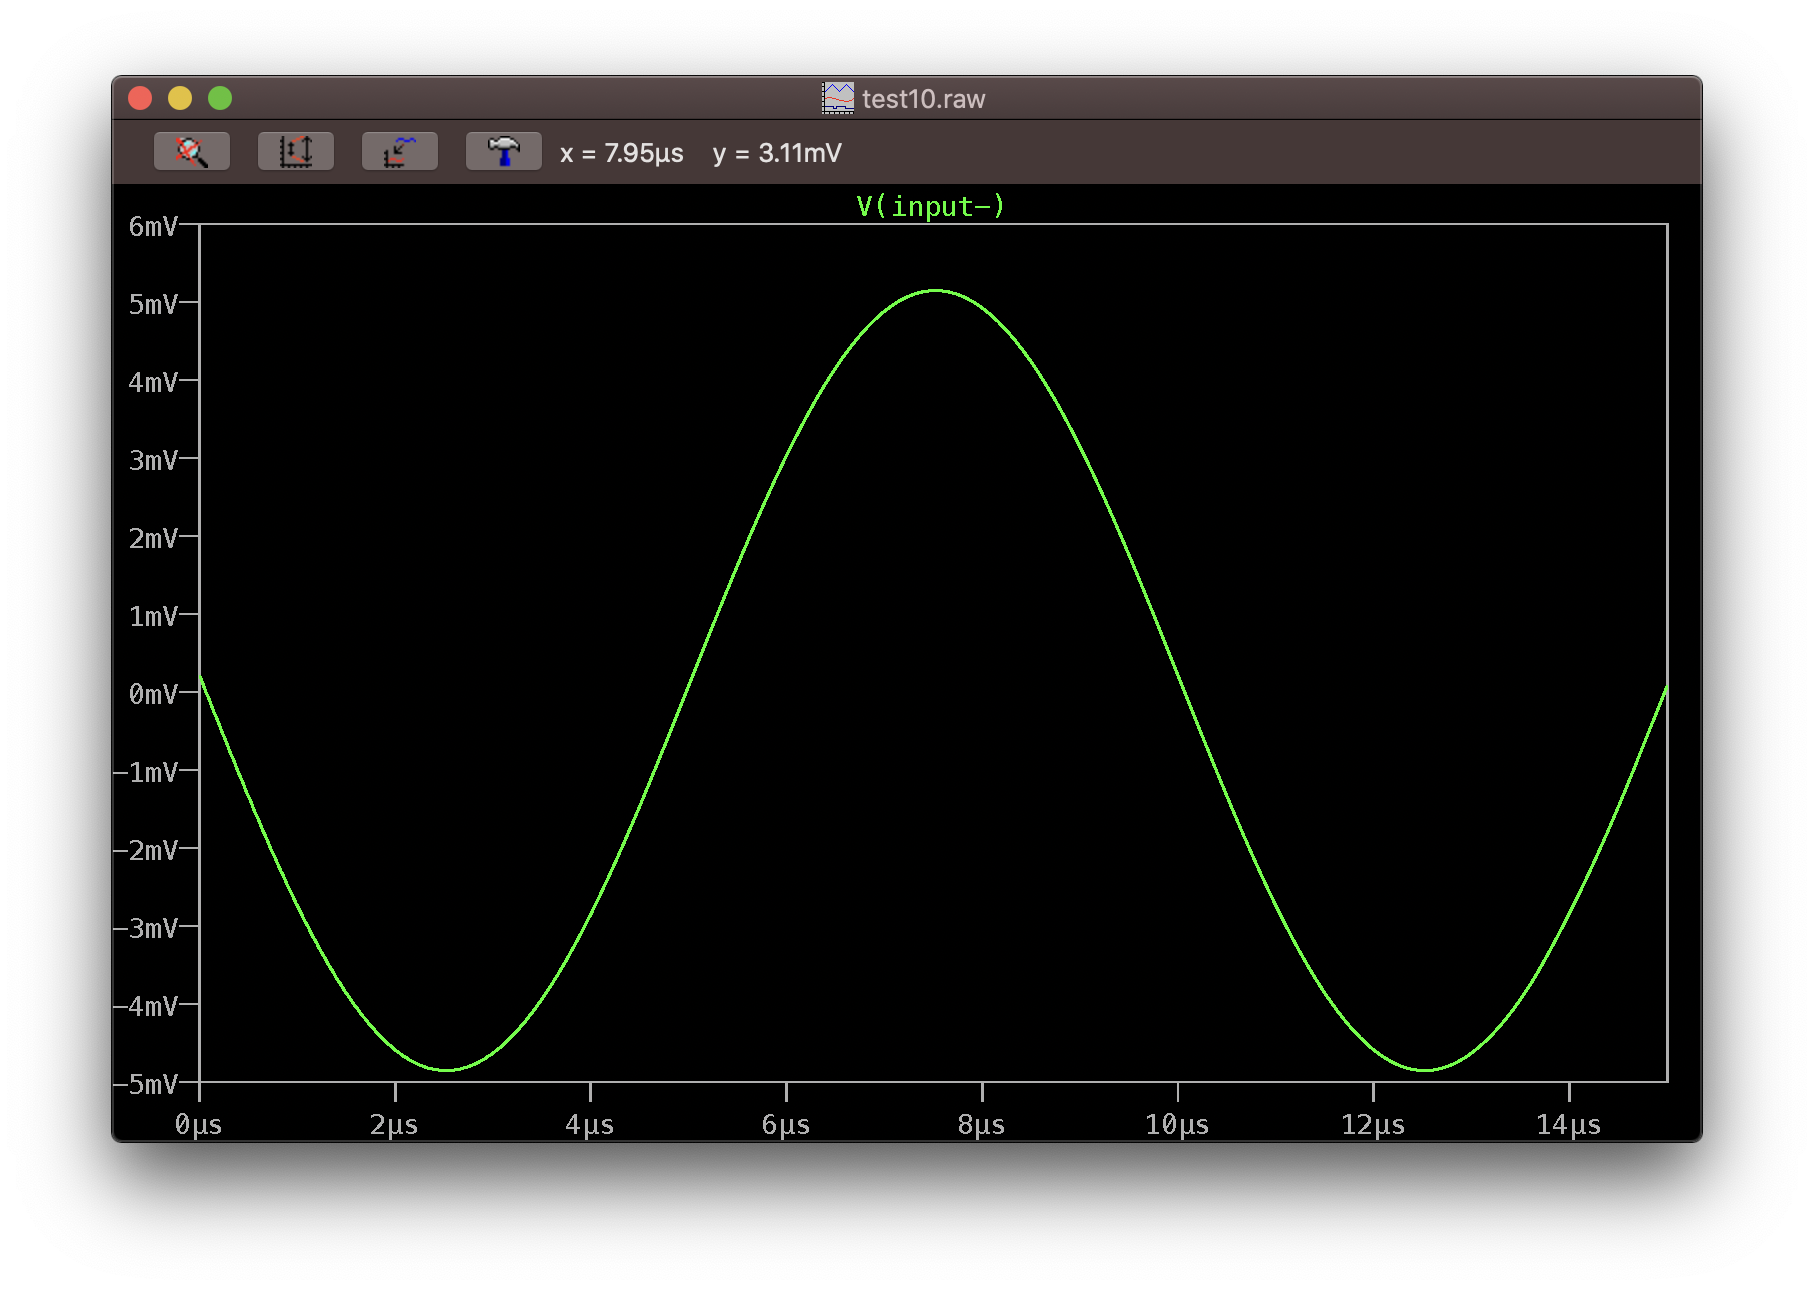 test10.raw
x = 7.95µs y = 3.11mV
V(input−)
6mV
5mV
4mV
3mV
2mV
1mV
0mV
−1mV
−2mV
−3mV
−4mV
−5mV
0µs 2µs 4µs 6µs 8µs 10µs 12µs 14µs